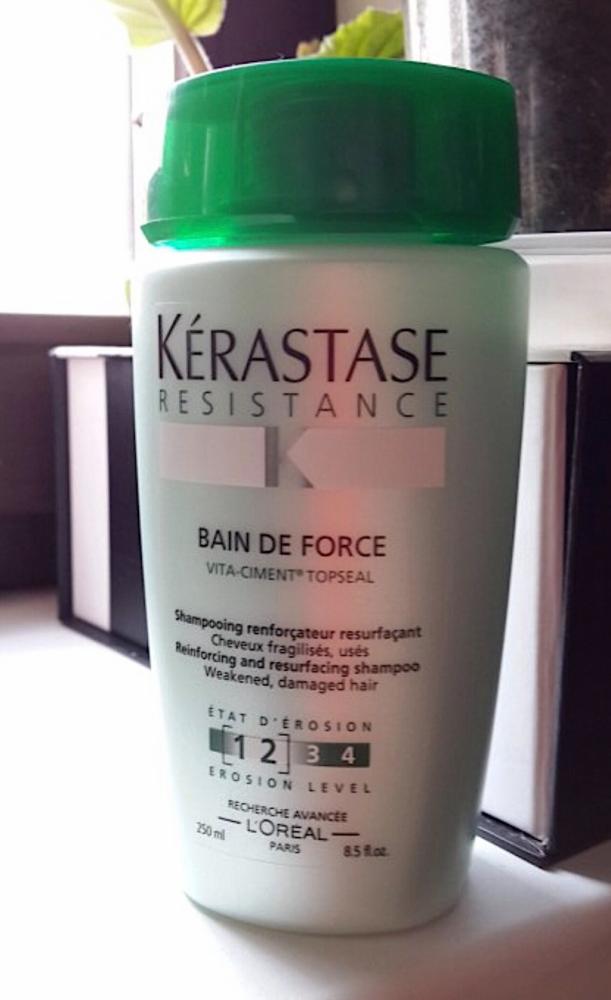 KÉRASTASE
RESISTANCE
BAIN DE FORCE
VITA-CIMENT® TOPSEAL
Shampooing renforçateur resurfaçant
Cheveux fragilisés, usés
Reinforcing and resurfacing shampoo
Weakened, damaged hair
ÉTAT D'ÉROSION
[1 2] 3 4
EROSION LEVEL
RECHERCHE AVANCÉE
L'ORÉAL
PARIS
250 ml
8.5 fl.oz.